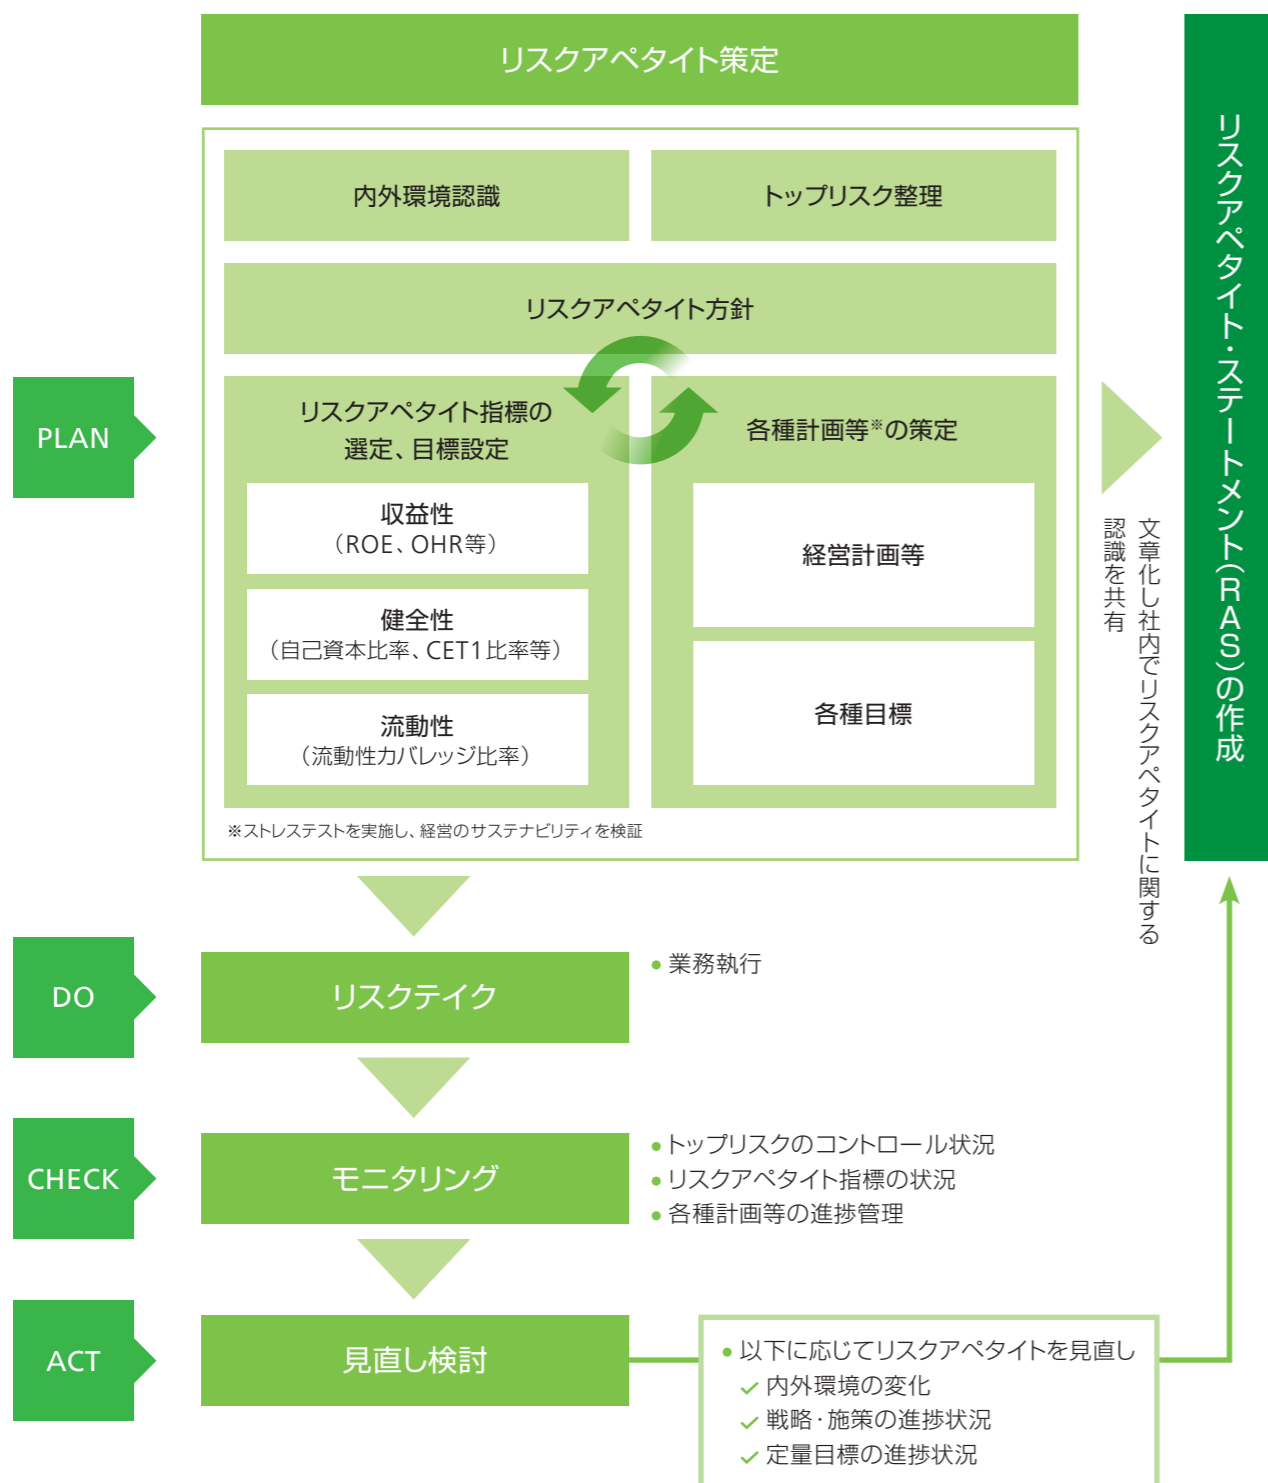 リスクアペタイト策定
内外環境認識
トップリスク整理
リスクアペタイト方針
PLAN
リスクアペタイト指標の
選定、目標設定
収益性
（ROE、OHR等）
健全性
（自己資本比率、CET1比率等）
流動性
（流動性カバレッジ比率）
各種計画等※の策定
経営計画等
各種目標
※ストレステストを実施し、経営のサステナビリティを検証
文章化し社内でリスクアペタイトに関する
認識を共有
リスクアペタイト・ステートメント（RAS）の作成
DO
リスクテイク
●業務執行
CHECK
モニタリング
●トップリスクのコントロール状況
●リスクアペタイト指標の状況
●各種計画等の進捗管理
ACT
見直し検討
●以下に応じてリスクアペタイトを見直し
✓内外環境の変化
✓戦略・施策の進捗状況
✓定量目標の進捗状況